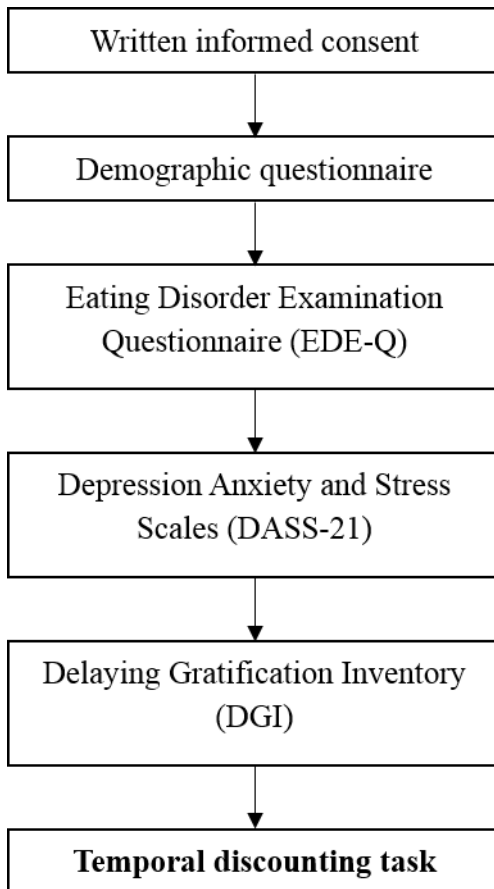 Written informed consent
Demographic questionnaire
Eating Disorder Examination
Questionnaire (EDE-Q)
Depression Anxiety and Stress
Scales (DASS-21)
Delaying Gratification Inventory
(DGI)
Temporal discounting task